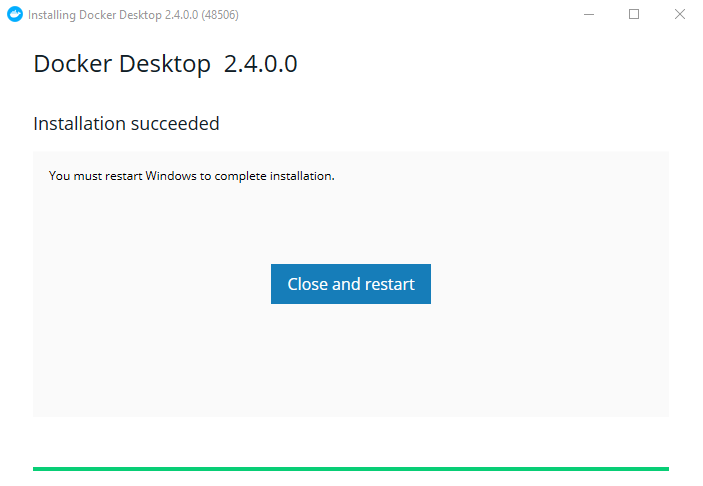 Installing Docker Desktop 2.4.0.0 (48506)
Docker Desktop 2.4.0.0
Installation succeeded
You must restart Windows to complete installation.
Close and restart